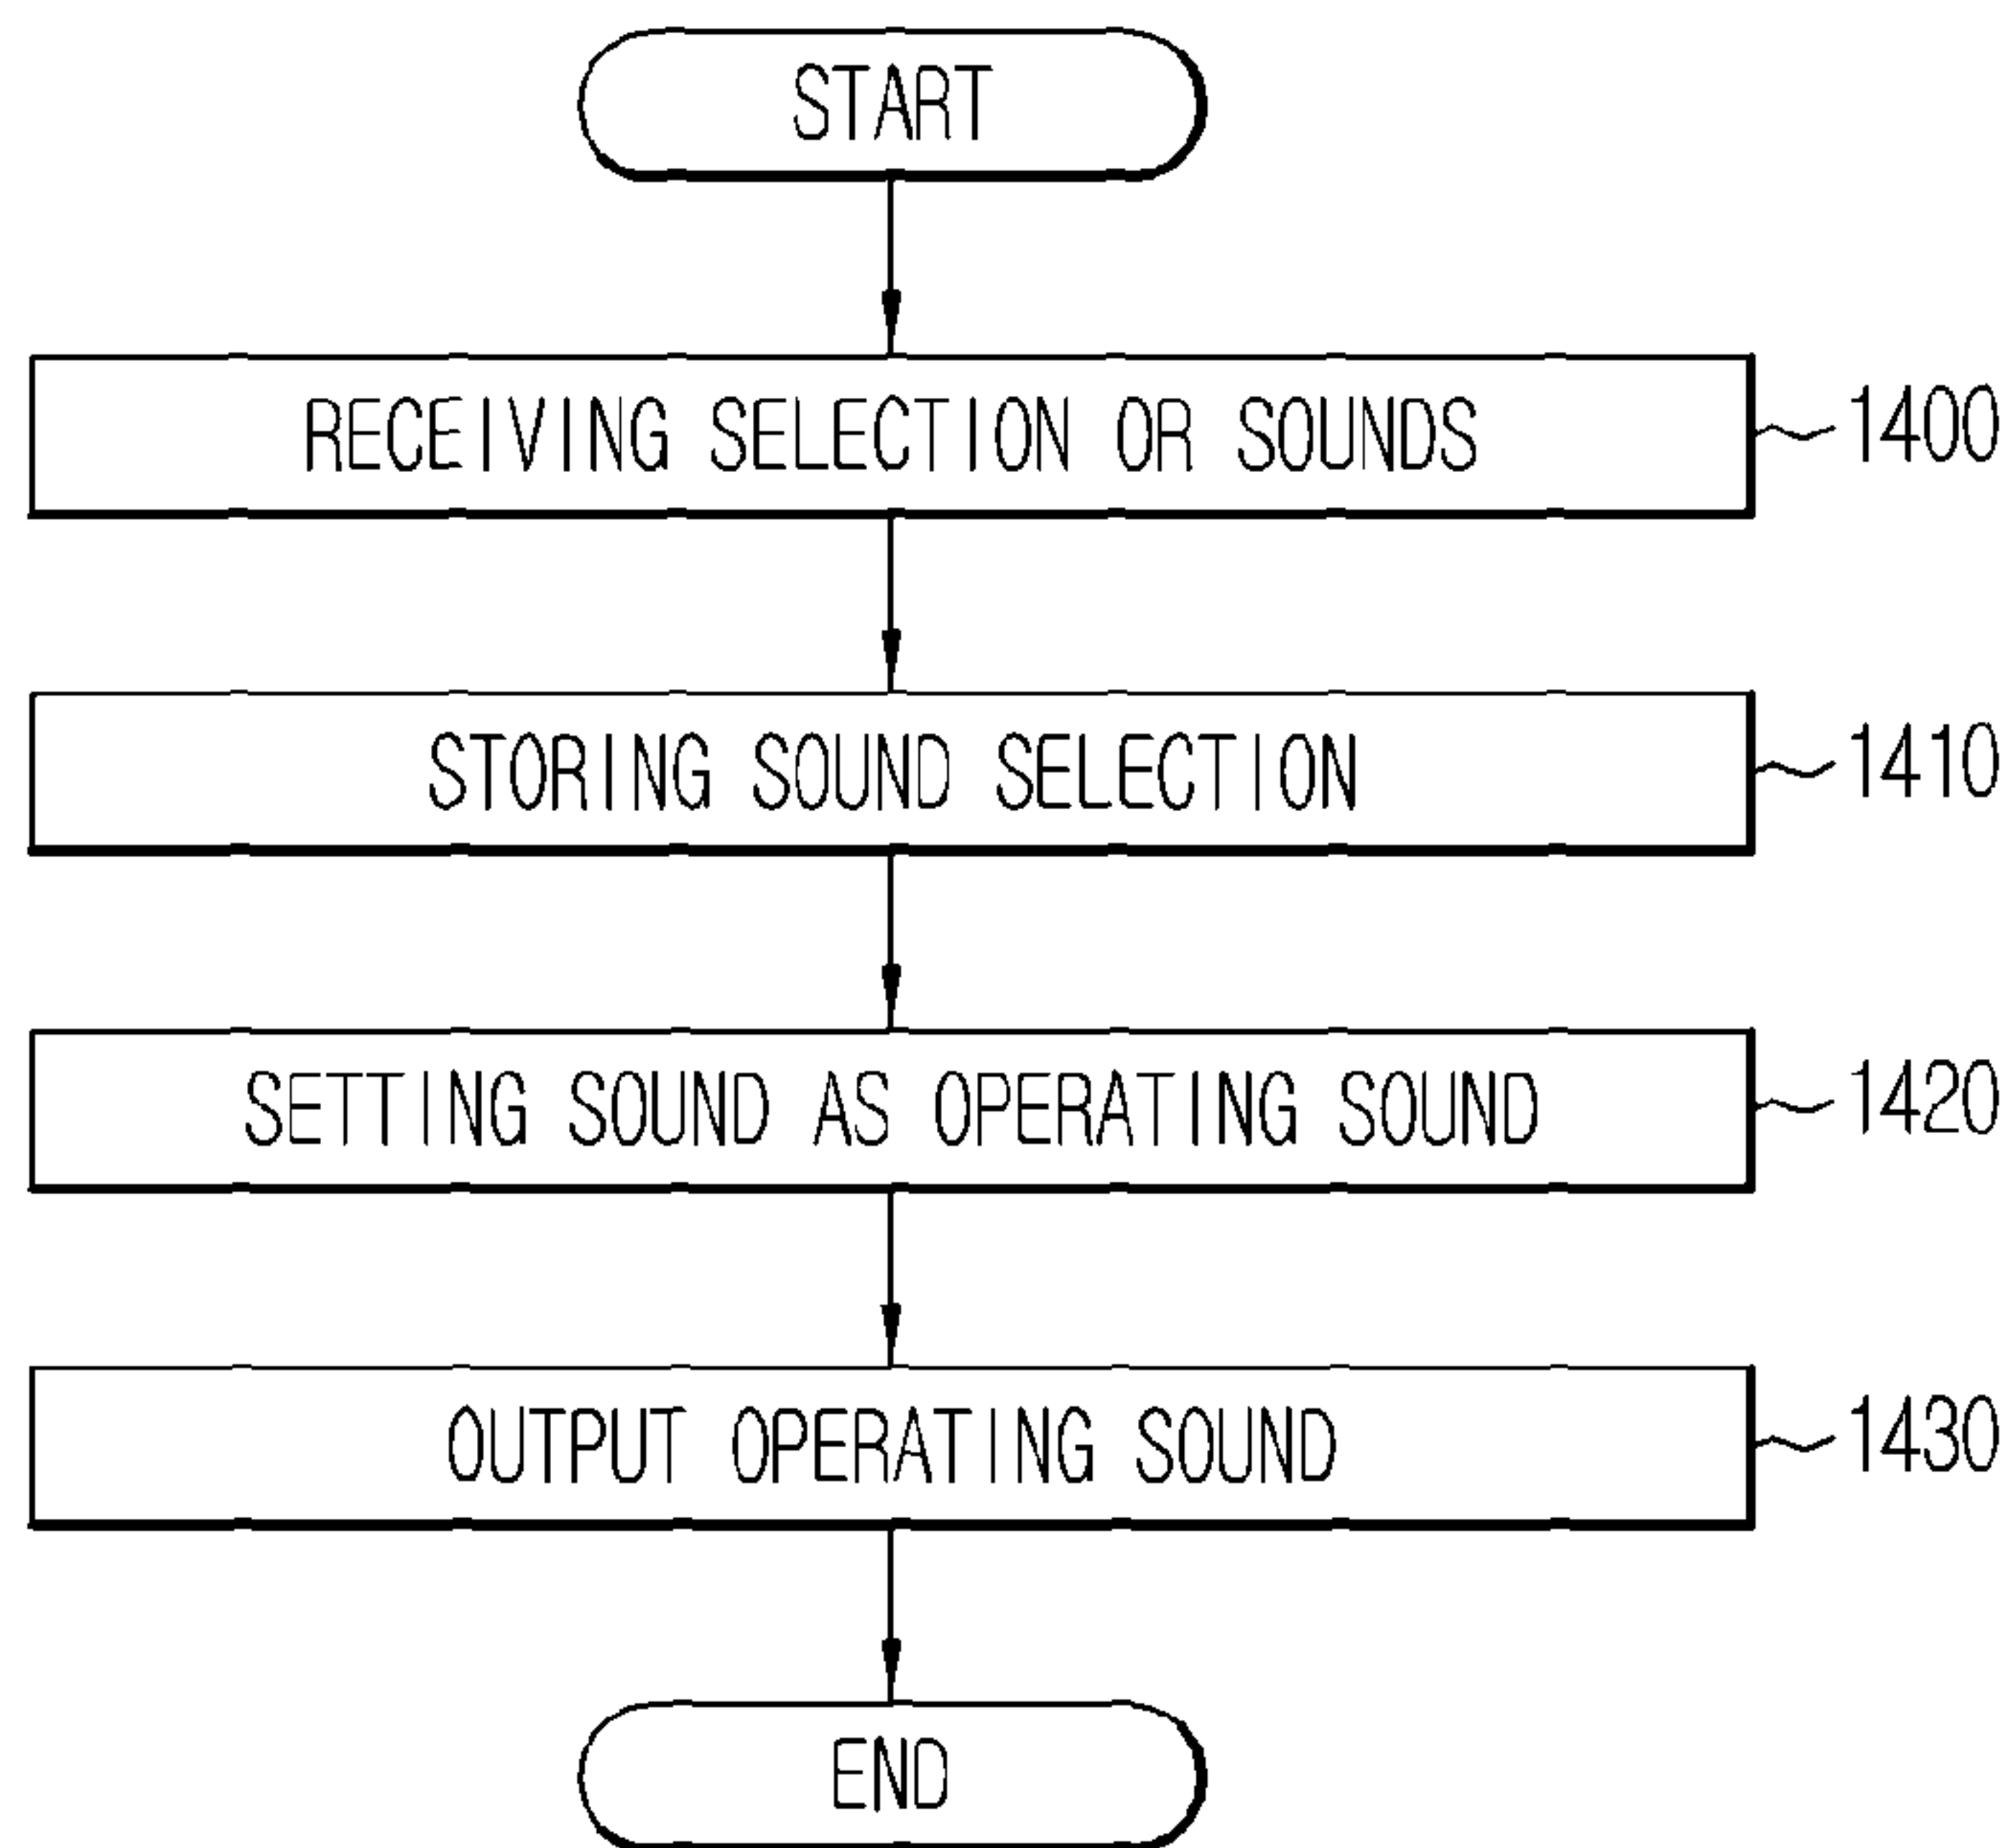 START
RECEIVING SELECTION OR SOUNDS 1400
STORING SOUND SELECTION 1410
SETTING SOUND AS OPERATING SOUND 1420
OUTPUT OPERATING SOUND 1430
END